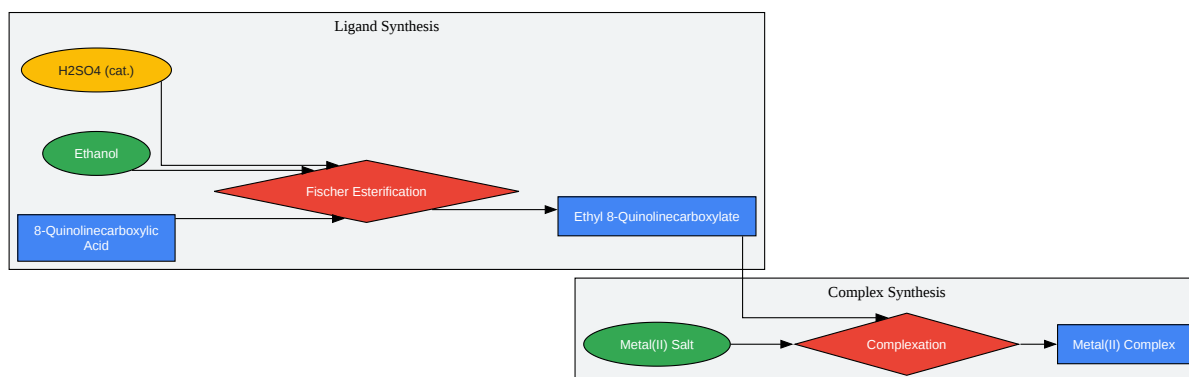 Ligand Synthesis
H2SO4 (cat.)
Ethanol
Fischer Esterification
8-Quinolinecarboxylic
Acid
Ethyl 8-Quinolinecarboxylate
Complex Synthesis
Metal(II) Salt
Complexation
Metal(II) Complex